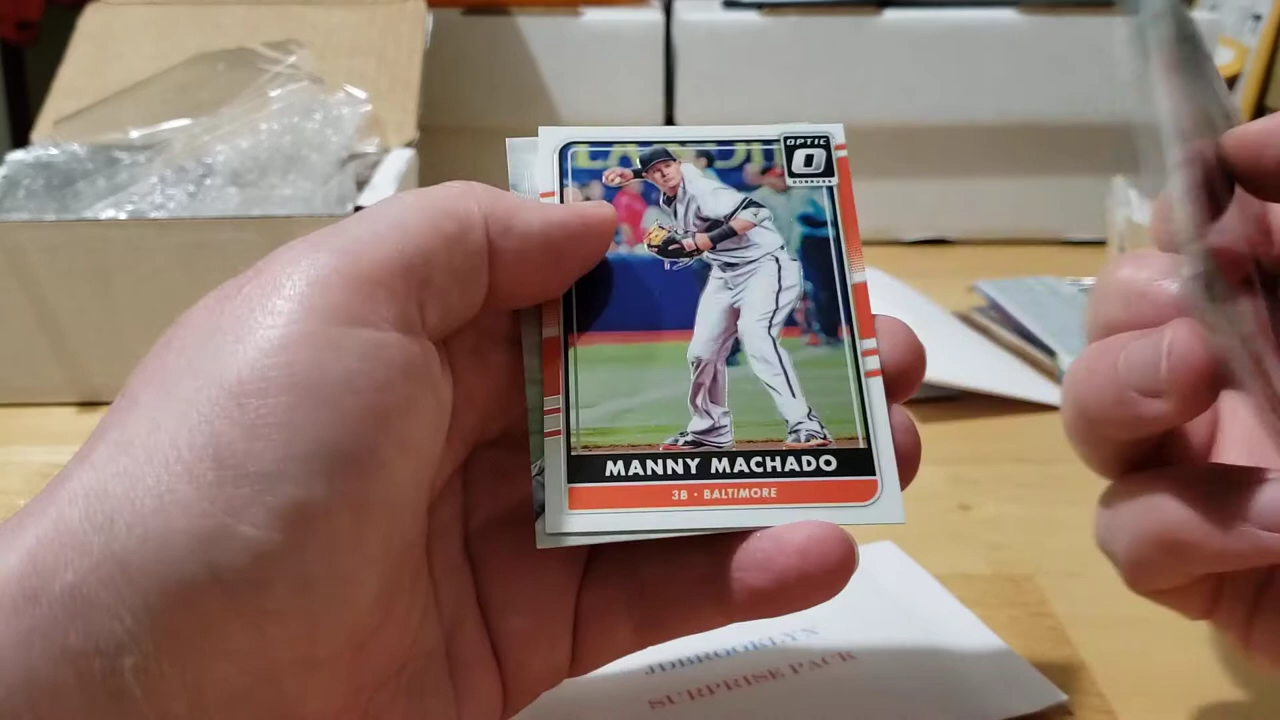 OPTIC
O
DONRUSS
MANNY MACHADO
3B · BALTIMORE
JDBROOKLYN
SURPRISE PACK